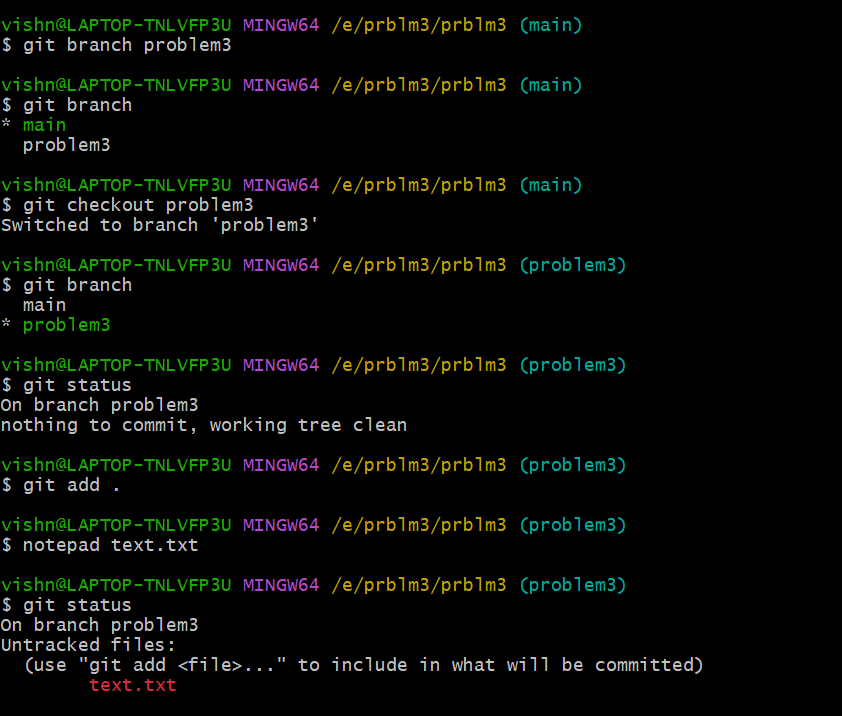 vishn@LAPTOP-TNLVFP3U MINGW64 /e/prblm3/prblm3 (main)
$ git branch problem3
vishn@LAPTOP-TNLVFP3U MINGW64 /e/prblm3/prblm3 (main)
$ git branch
* main
  problem3
vishn@LAPTOP-TNLVFP3U MINGW64 /e/prblm3/prblm3 (main)
$ git checkout problem3
Switched to branch 'problem3'
vishn@LAPTOP-TNLVFP3U MINGW64 /e/prblm3/prblm3 (problem3)
$ git branch
  main
* problem3
vishn@LAPTOP-TNLVFP3U MINGW64 /e/prblm3/prblm3 (problem3)
$ git status
On branch problem3
nothing to commit, working tree clean
vishn@LAPTOP-TNLVFP3U MINGW64 /e/prblm3/prblm3 (problem3)
$ git add .
vishn@LAPTOP-TNLVFP3U MINGW64 /e/prblm3/prblm3 (problem3)
$ notepad text.txt
vishn@LAPTOP-TNLVFP3U MINGW64 /e/prblm3/prblm3 (problem3)
$ git status
On branch problem3
Untracked files:
  (use "git add <file>..." to include in what will be committed)
        text.txt